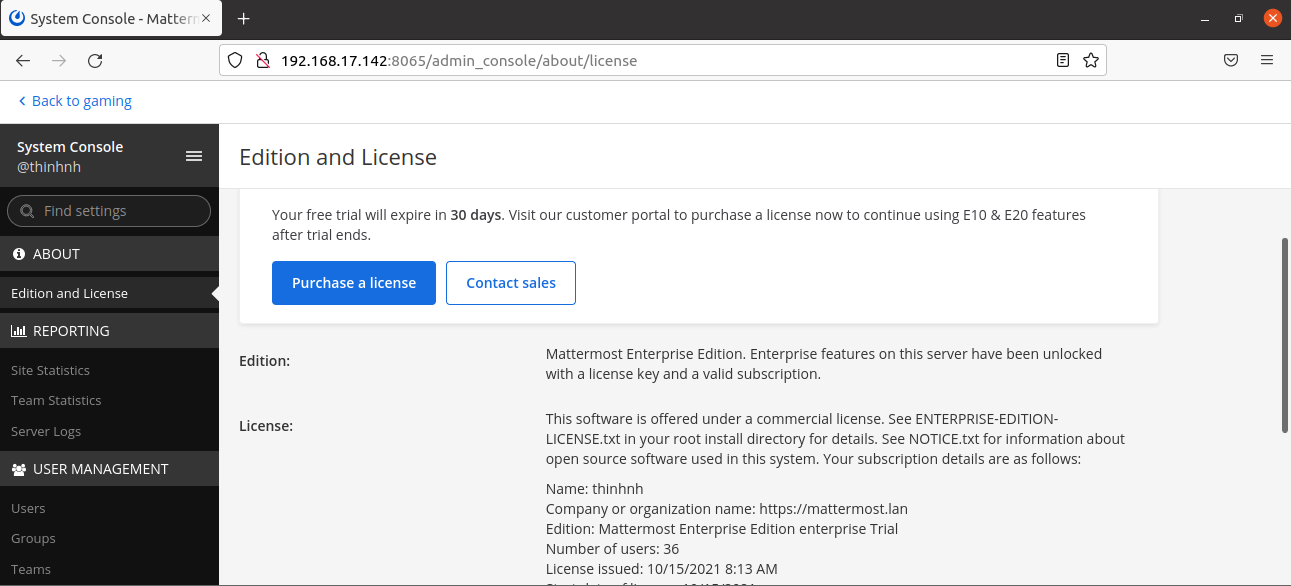 System Console - Mattern
192.168.17.142:8065/admin_console/about/license
Back to gaming
System Console
@thinhnh
Find settings
ABOUT
Edition and License
REPORTING
Site Statistics
Team Statistics
Server Logs
USER MANAGEMENT
Users
Groups
Teams
Edition and License
Your free trial will expire in 30 days. Visit our customer portal to purchase a license now to continue using E10 & E20 features
after trial ends.
Purchase a license
Contact sales
Edition:
Mattermost Enterprise Edition. Enterprise features on this server have been unlocked
with a license key and a valid subscription.
License:
This software is offered under a commercial license. See ENTERPRISE-EDITION-
LICENSE.txt in your root install directory for details. See NOTICE.txt for information about
open source software used in this system. Your subscription details are as follows:
Name: thinhnh
Company or organization name: https://mattermost.lan
Edition: Mattermost Enterprise Edition enterprise Trial
Number of users: 36
License issued: 10/15/2021 8:13 AM